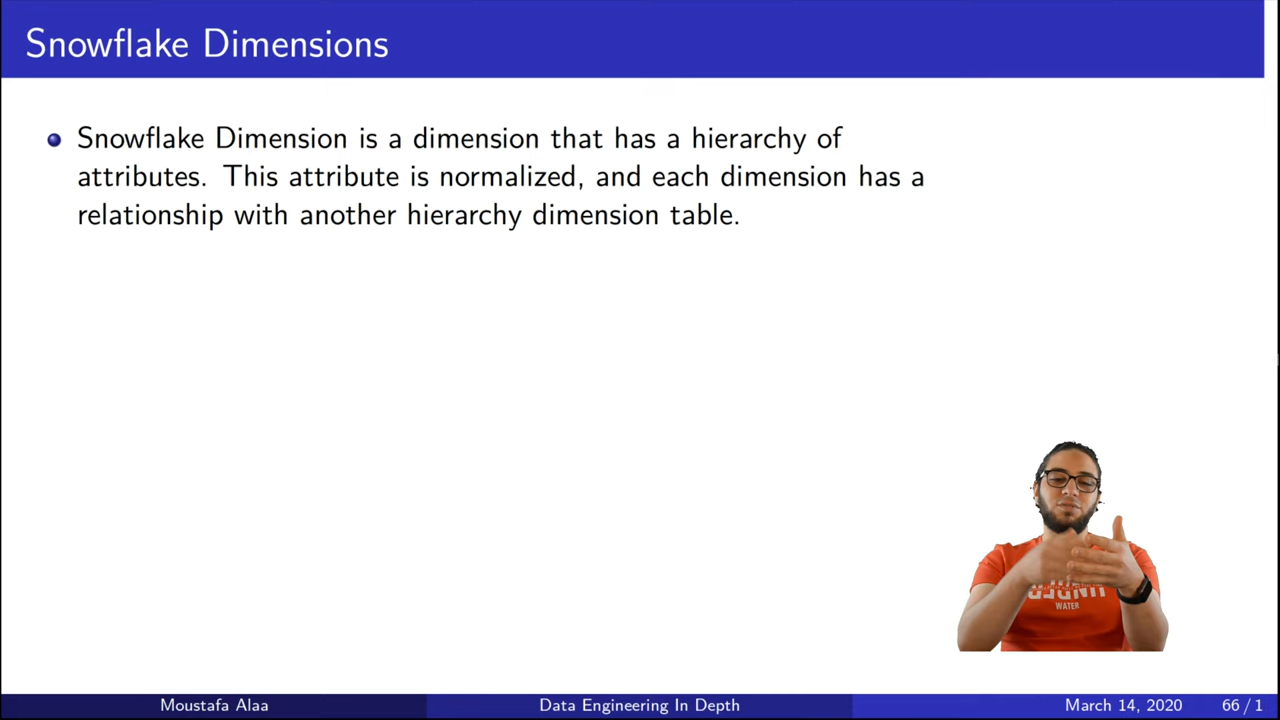 Snowflake Dimensions
Snowflake Dimension is a dimension that has a hierarchy of
attributes. This attribute is normalized, and each dimension has a
relationship with another hierarchy dimension table.
WATER
Moustafa Alaa
Data Engineering In Depth
March 14, 2020
66 / 1